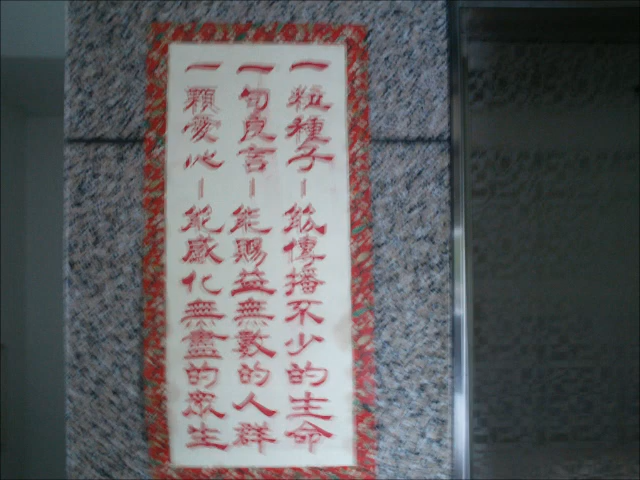 一粒種子－能傳播不少的生命
一句良言－能賜益無數的人群
一顆愛心－能感化無盡的眾生